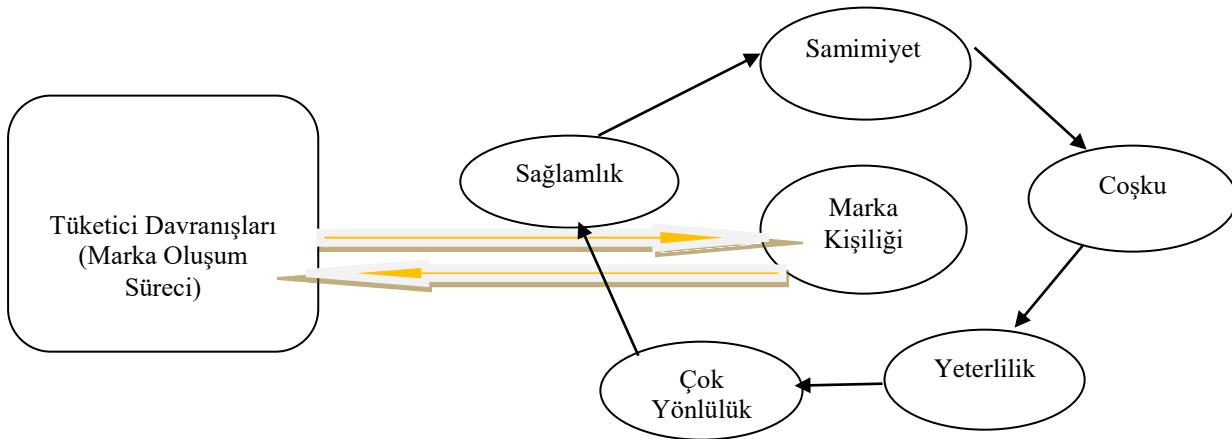 Samimiyet
Sağlamlık
Coşku
Tüketici Davranışları
(Marka Oluşum
Süreci)
Marka
Kişiliği
Yeterlilik
Çok
Yönlülük